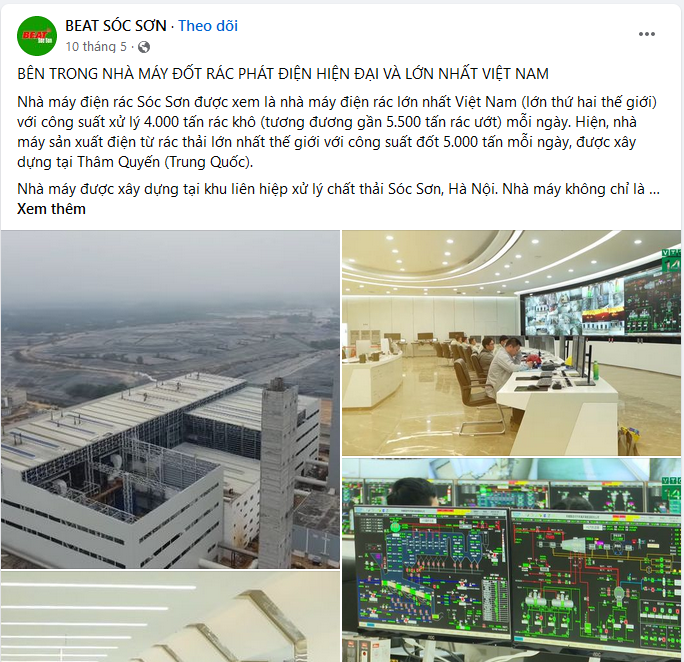 BEAT SÓC SƠN · Theo dõi
BEAT
Sóc Sơn
10 tháng 5 ·
BÊN TRONG NHÀ MÁY ĐỐT RÁC PHÁT ĐIỆN HIỆN ĐẠI VÀ LỚN NHẤT VIỆT NAM
Nhà máy điện rác Sóc Sơn được xem là nhà máy điện rác lớn nhất Việt Nam (lớn thứ hai thế giới)
với công suất xử lý 4.000 tấn rác khô (tương đương gần 5.500 tấn rác ướt) mỗi ngày. Hiện, nhà
máy sản xuất điện từ rác thải lớn nhất thế giới với công suất đốt 5.000 tấn mỗi ngày, được xây
dựng tại Thâm Quyến (Trung Quốc).
Nhà máy được xây dựng tại khu liên hiệp xử lý chất thải Sóc Sơn, Hà Nội. Nhà máy không chỉ là ...
Xem thêm